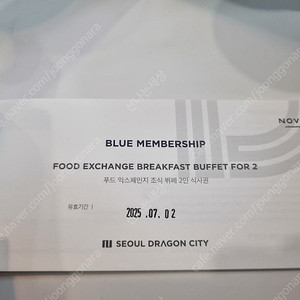 NOV
BLUE MEMBERSHIP
FOOD EXCHANGE BREAKFAST BUFFET FOR 2
푸드 익스체인지 조식 뷔페 2인 식사권
유효기간 |
2025 .07. 02
SEOUL DRAGON CITY